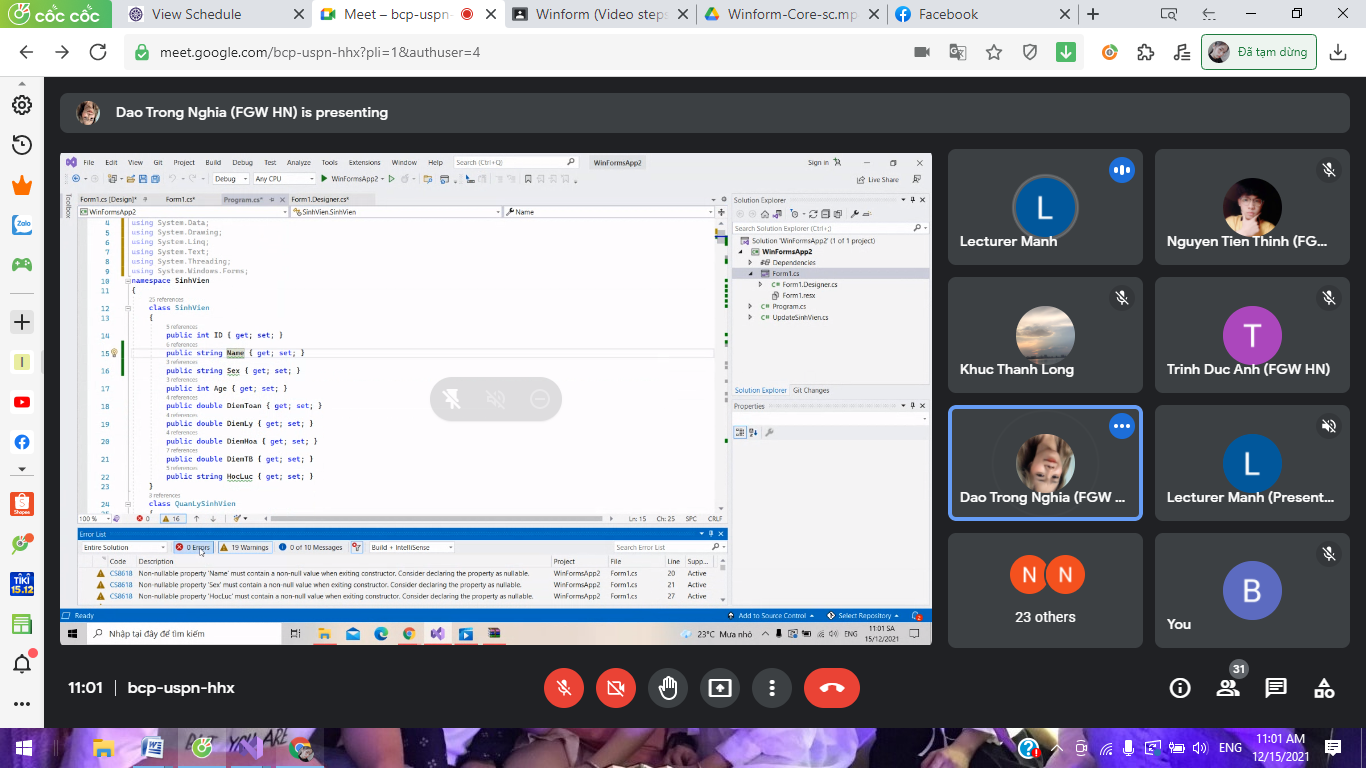 cốc cốc
View Schedule
Meet – bcp-uspn-
Winform (Video steps
Winform-Core-sc.mp
Facebook
meet.google.com/bcp-uspn-hhx?pli=1&authuser=4
Đã tạm dừng
Dao Trong Nghia (FGW HN) is presenting
File Edit View Git Project Build Debug Test Analyze Tools Extensions Window Help Search (Ctrl+Q) WinFormsApp2 Sign in
Debug Any CPU WinFormsApp2 Live Share
Toolbox
Form1.cs [Design]* Form1.cs* Program.cs* Form1.Designer.cs*
WinFormsApp2 SinhVien.SinhVien Name
4 using System.Data;
5 using System.Drawing;
6 using System.Linq;
7 using System.Text;
8 using System.Threading;
9 using System.Windows.Forms;
10 namespace SinhVien
11 {
25 references
12 class SinhVien
13 {
5 references
14 public int ID { get; set; }
6 references
15 public string Name { get; set; }
3 references
16 public string Sex { get; set; }
3 references
17 public int Age { get; set; }
4 references
18 public double DiemToan { get; set; }
4 references
19 public double DiemLy { get; set; }
4 references
20 public double DiemHoa { get; set; }
7 references
21 public double DiemTB { get; set; }
5 references
22 public string HocLuc { get; set; }
23 }
3 references
24 class QuanLySinhVien
100 % 0 16 Ln: 15 Ch: 25 SPC CRLF
Solution Explorer
Search Solution Explorer (Ctrl+;)
Solution 'WinFormsApp2' (1 of 1 project)
WinFormsApp2
Dependencies
Form1.cs
Form1.Designer.cs
Form1.resx
Program.cs
UpdateSinhVien.cs
Solution Explorer Git Changes
Properties
Error List
Entire Solution 0 Errors 19 Warnings 0 of 10 Messages Build + IntelliSense Search Error List
Code Description Project File Line Supp...
CS8618 Non-nullable property 'Name' must contain a non-null value when exiting constructor. Consider declaring the property as nullable. WinFormsApp2 Form1.cs 20 Active
CS8618 Non-nullable property 'Sex' must contain a non-null value when exiting constructor. Consider declaring the property as nullable. WinFormsApp2 Form1.cs 21 Active
CS8618 Non-nullable property 'HocLuc' must contain a non-null value when exiting constructor. Consider declaring the property as nullable. WinFormsApp2 Form1.cs 27 Active
Ready Add to Source Control Select Repository 2
Nhập tại đây để tìm kiếm 23°C Mưa nhỏ ENG 11:01 SA
15/12/2021
L
Lecturer Manh
Nguyen Tien Thinh (FG...
Khuc Thanh Long
T
Trinh Duc Anh (FGW HN)
Dao Trong Nghia (FGW ...
L
Lecturer Manh (Present...
N N
23 others
B
You
Zalo
I
Shopee
TIKI
15.12
11:01 bcp-uspn-hhx
31
ENG
11:01 AM
12/15/2021